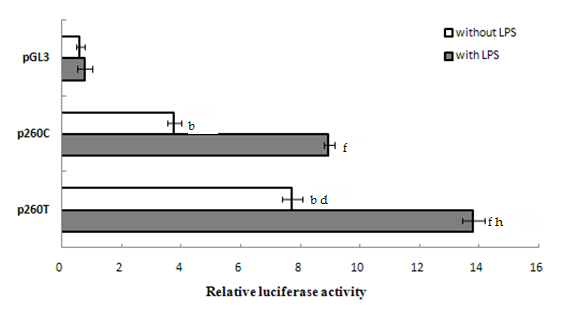 without LPS
with LPS
pGL3
p260C
b
f
p260T
b d
f h
0 2 4 6 8 10 12 14 16
Relative luciferase activity